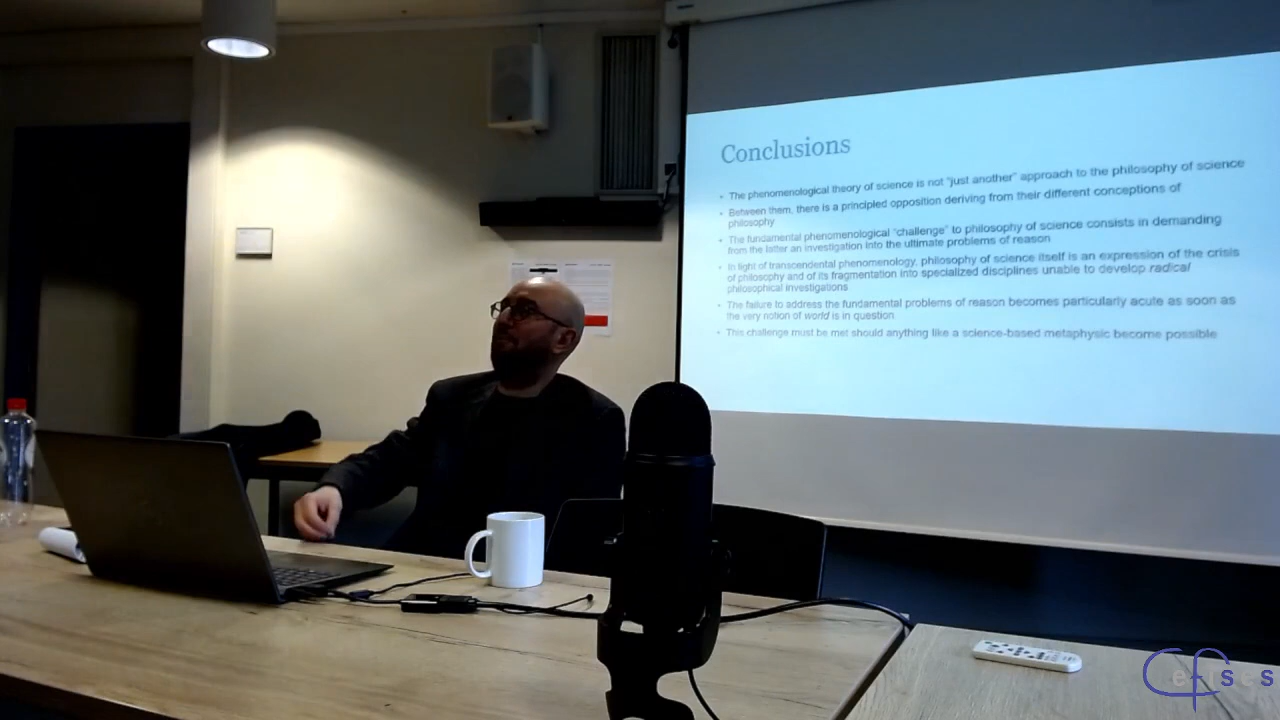 Conclusions
The phenomenological theory of science is not "just another" approach to the philosophy of science
Between them, there is a principled opposition deriving from their different conceptions of
philosophy
The fundamental phenomenological "challenge" to philosophy of science consists in demanding
from the latter an investigation into the ultimate problems of reason
In light of transcendental phenomenology, philosophy of science itself is an expression of the crisis
of philosophy and of its fragmentation into specialized disciplines unable to develop radical
philosophical investigations
The failure to address the fundamental problems of reason becomes particularly acute as soon as
the very notion of world is in question
This challenge must be met should anything like a science-based metaphysic become possible
Cefises